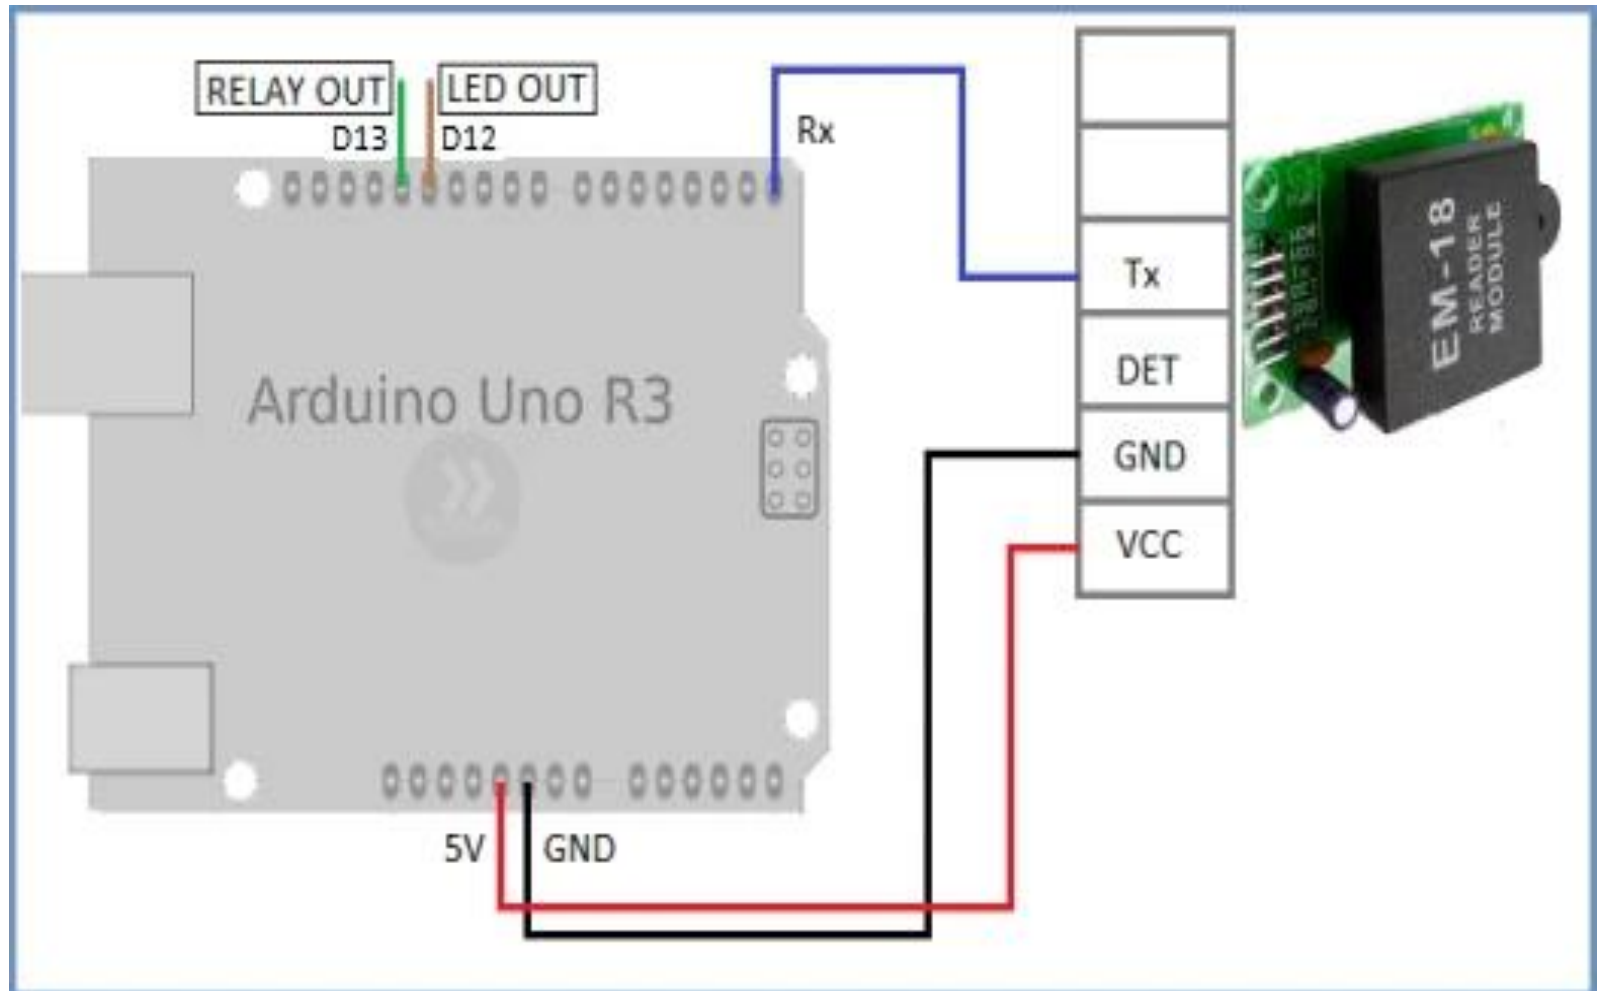 RELAY OUT
LED OUT
D13
D12
Rx
Tx
DET
GND
VCC
Arduino Uno R3
5V
GND
EM-18
READER
MODULE